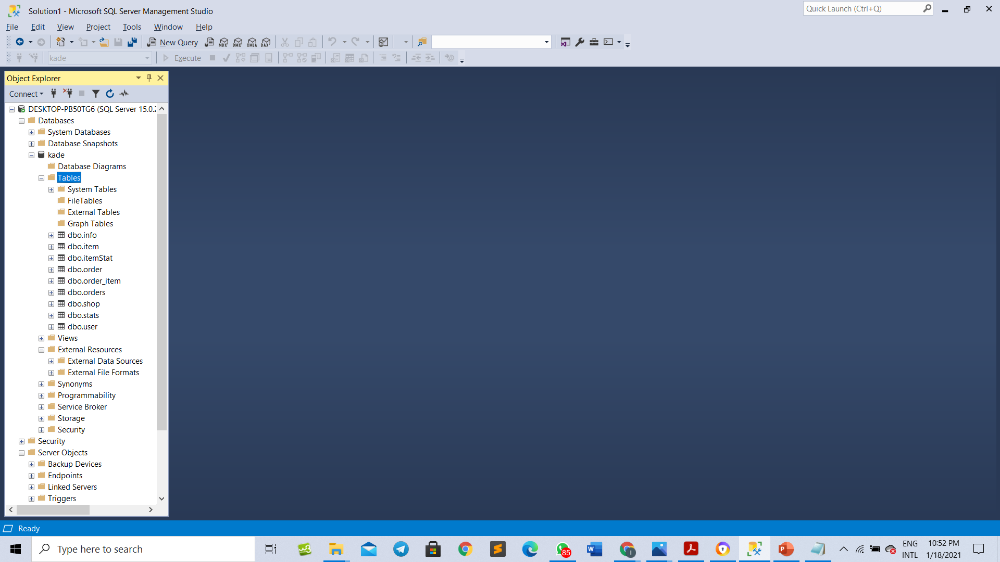 Solution1 - Microsoft SQL Server Management Studio
Quick Launch (Ctrl+Q)
File Edit View Project Tools Window Help
New Query MDX DMX XMLA DAX
kade Execute
Object Explorer
Connect
DESKTOP-PB50TG6 (SQL Server 15.0.2
Databases
System Databases
Database Snapshots
kade
Database Diagrams
Tables
System Tables
FileTables
External Tables
Graph Tables
dbo.info
dbo.item
dbo.itemStat
dbo.order
dbo.order_item
dbo.orders
dbo.shop
dbo.stats
dbo.user
Views
External Resources
External Data Sources
External File Formats
Synonyms
Programmability
Service Broker
Storage
Security
Security
Server Objects
Backup Devices
Endpoints
Linked Servers
Triggers
Ready
Type here to search
85
ENG
INTL
10:52 PM
1/18/2021